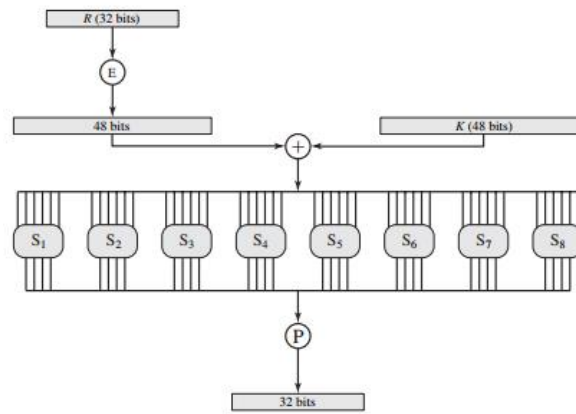 R (32 bits)
E
48 bits
K (48 bits)
+
S1 S2 S3 S4 S5 S6 S7 S8
P
32 bits